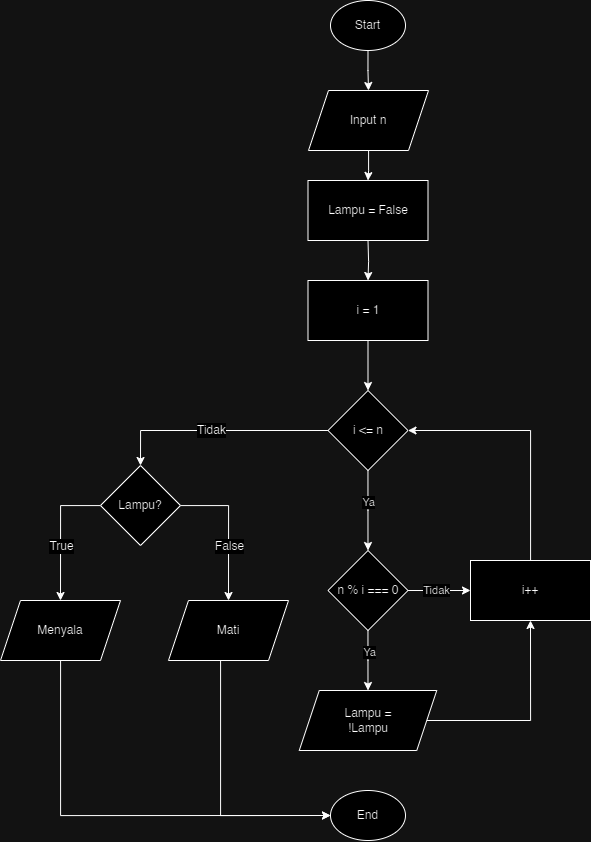 Start
Input n
Lampu = False
i = 1
i <= n
Tidak
Lampu?
Ya
True
False
n % i === 0
Tidak
i++
Menyala
Mati
Ya
Lampu =
!Lampu
End